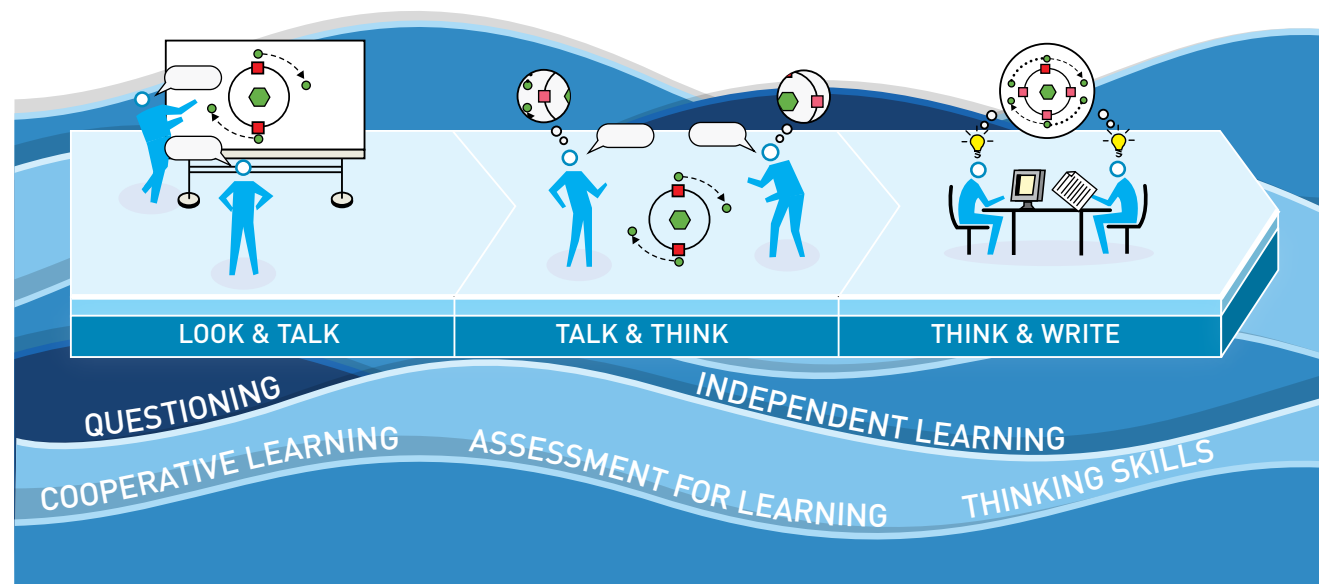 LOOK & TALK
TALK & THINK
THINK & WRITE
QUESTIONING
INDEPENDENT LEARNING
COOPERATIVE LEARNING
ASSESSMENT FOR LEARNING
THINKING SKILLS